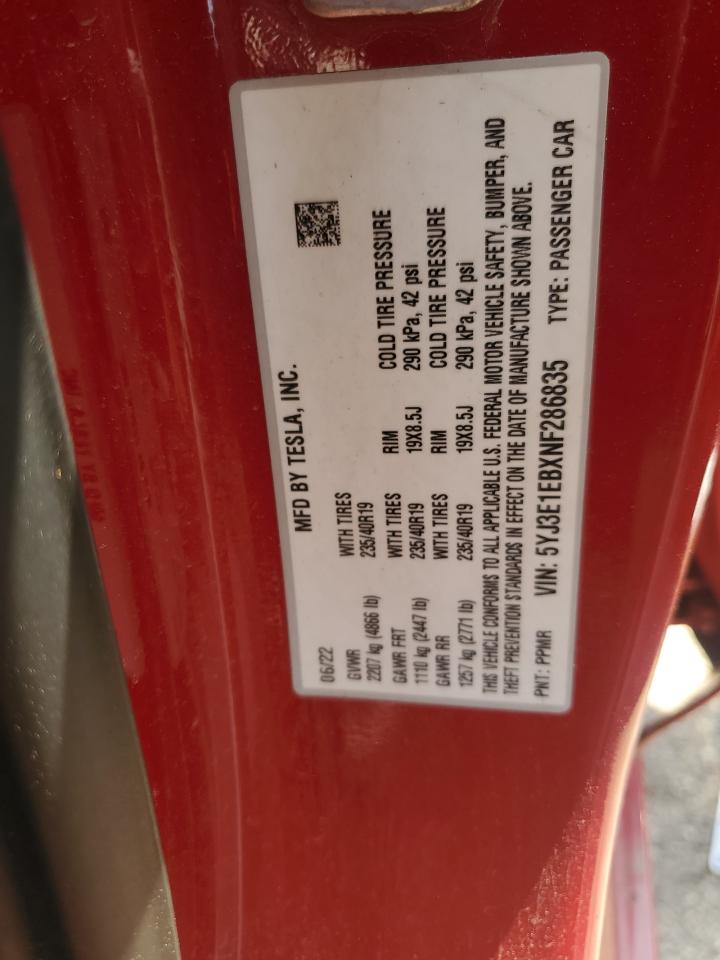 MFD BY TESLA, INC.
06/22
GVWR WITH TIRES
2207 kg (4866 lb) 235/40R19
GAWR FRT WITH TIRES RIM COLD TIRE PRESSURE
1110 kg (2447 lb) 235/40R19 19X8.5J 290 kPa, 42 psi
GAWR RR WITH TIRES RIM COLD TIRE PRESSURE
1257 kg (2771 lb) 235/40R19 19X8.5J 290 kPa, 42 psi
THIS VEHICLE CONFORMS TO ALL APPLICABLE U.S. FEDERAL MOTOR VEHICLE SAFETY, BUMPER, AND
THEFT PREVENTION STANDARDS IN EFFECT ON THE DATE OF MANUFACTURE SHOWN ABOVE.
PNT: PPMR VIN: 5YJ3E1EBXNF286835 TYPE: PASSENGER CAR